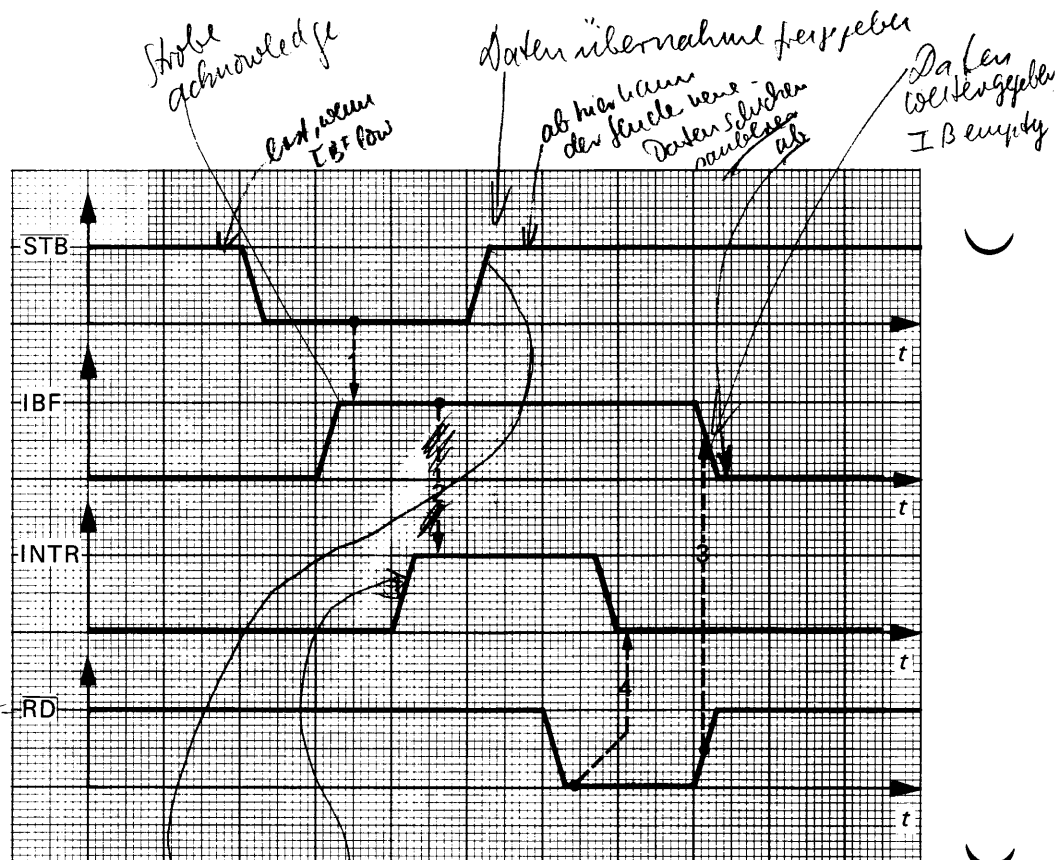 Strobe
acknowledge
erst, wenn
IBF low
Datenübernahme freigegeben
ab hier kann
der Sender neue
Daten schicken
ab
Daten
weitergegeben
IB empty
STB
t
1
IBF
2
t
INTR
3
t
4
RD
t